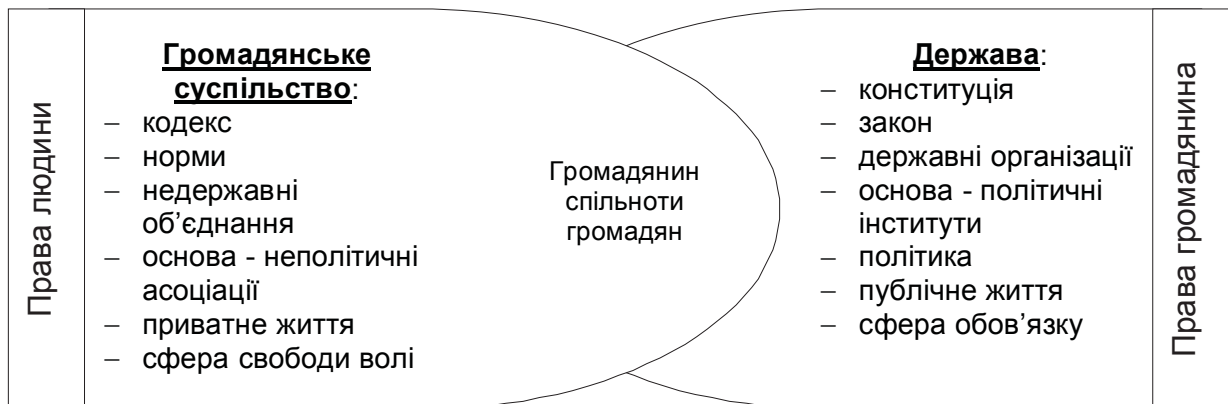 Права людини
Громадянське
суспільство:
– кодекс
– норми
– недержавні
об’єднання
– основа - неполітичні
асоціації
– приватне життя
– сфера свободи волі
Громадянин
спільноти
громадян
Держава:
– конституція
– закон
– державні організації
– основа - політичні
інститути
– політика
– публічне життя
– сфера обов’язку
Права громадянина